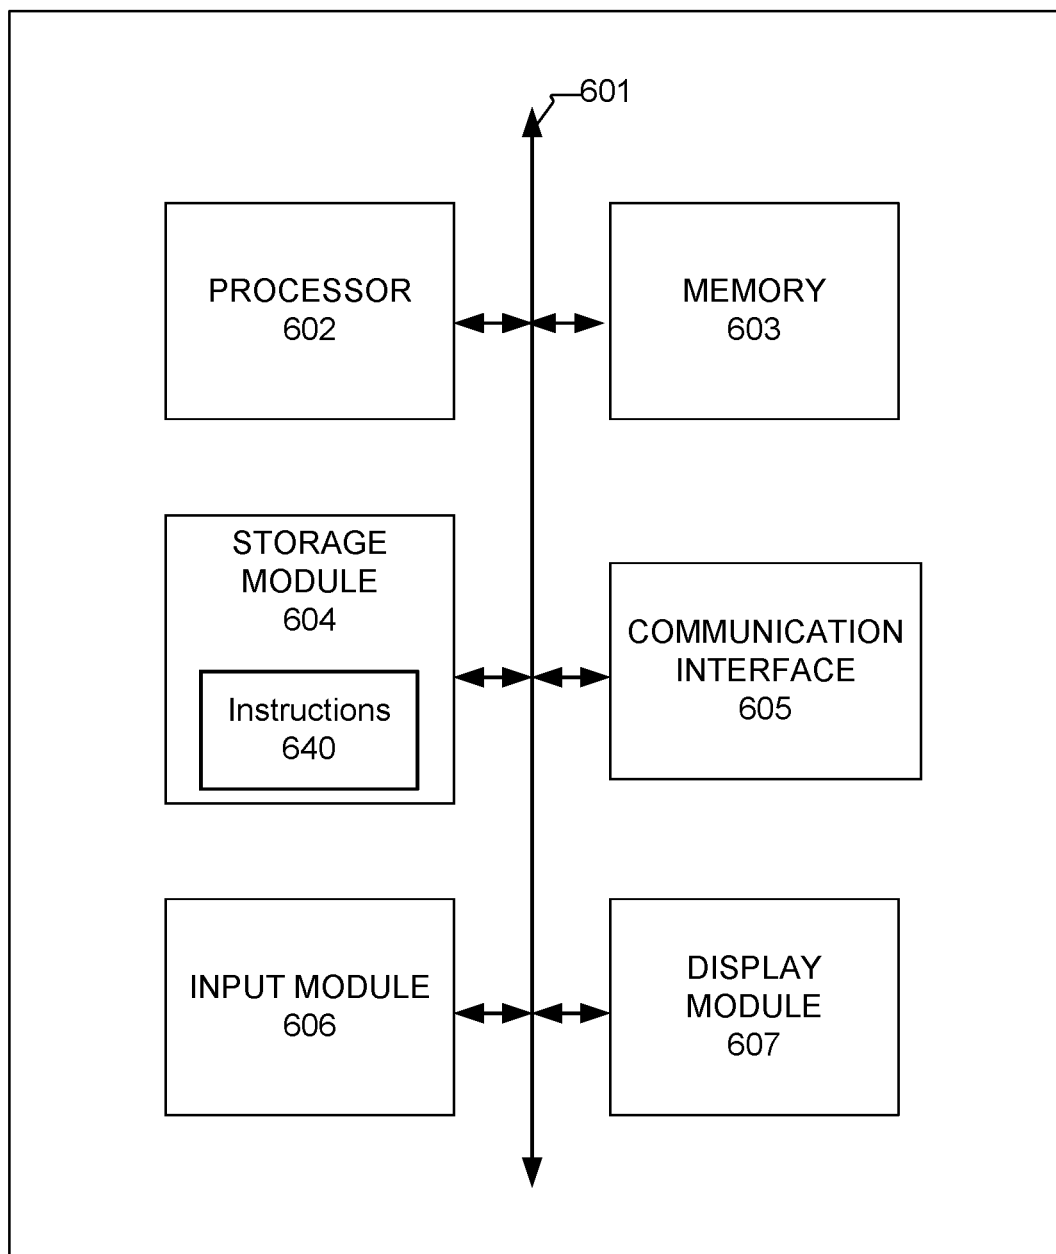 601
PROCESSOR
602
MEMORY
603
STORAGE
MODULE
604
Instructions
640
COMMUNICATION
INTERFACE
605
INPUT MODULE
606
DISPLAY
MODULE
607